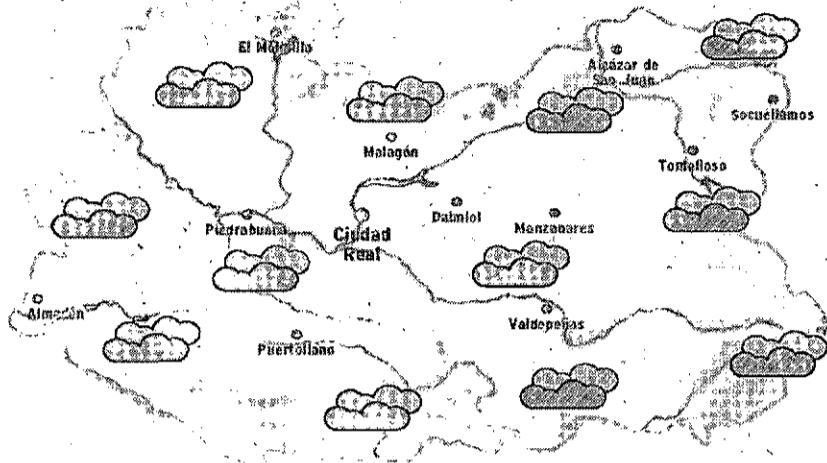 El Molinillo
Alcázar de
San Juan
Socuéllamos
Malagón
Tomelloso
Piedrabuena
Ciudad
Real
Daimiel
Manzanares
Almadén
Valdepeñas
Puertollano